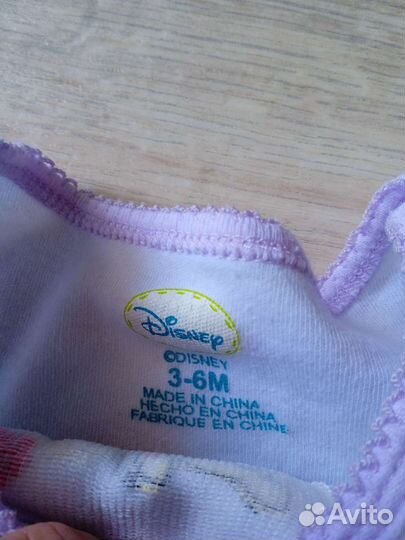 Disney
©DISNEY
3-6M
MADE IN CHINA
HECHO EN CHINA
FABRIQUE EN CHINE
Avito